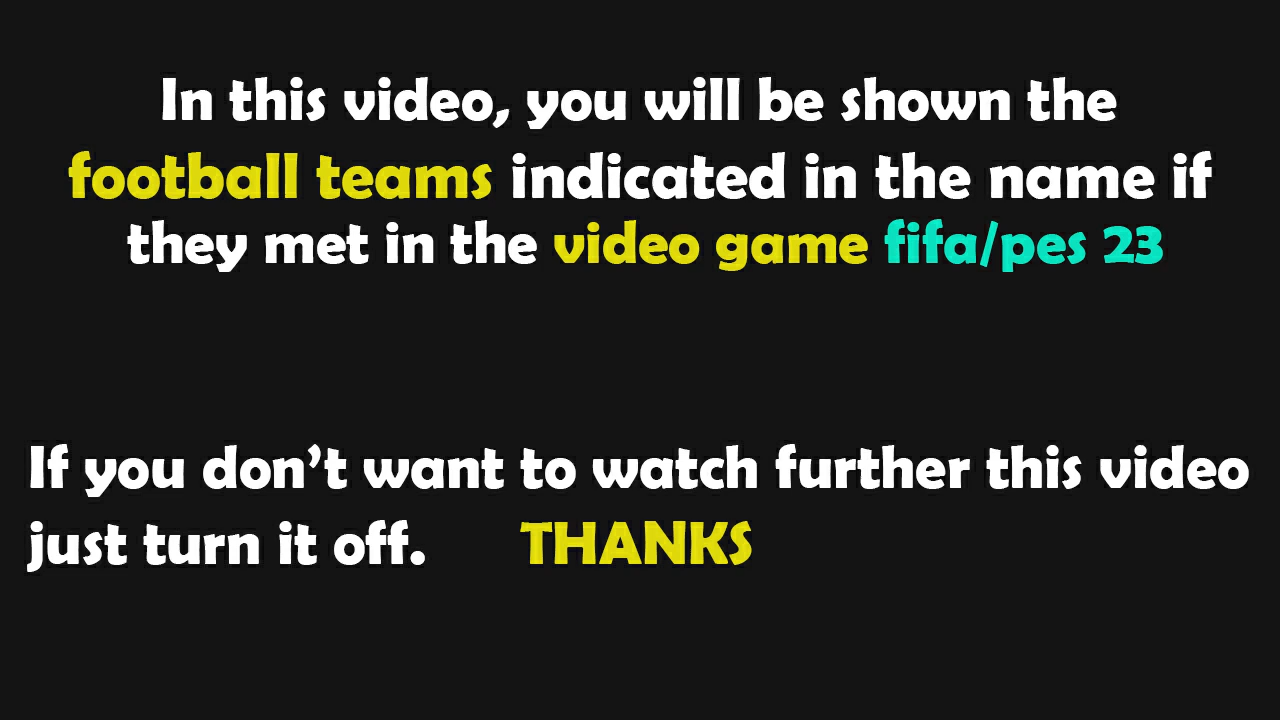 In this video, you will be shown the
football teams indicated in the name if
they met in the video game fifa/pes 23
If you don’t want to watch further this video
just turn it off. THANKS